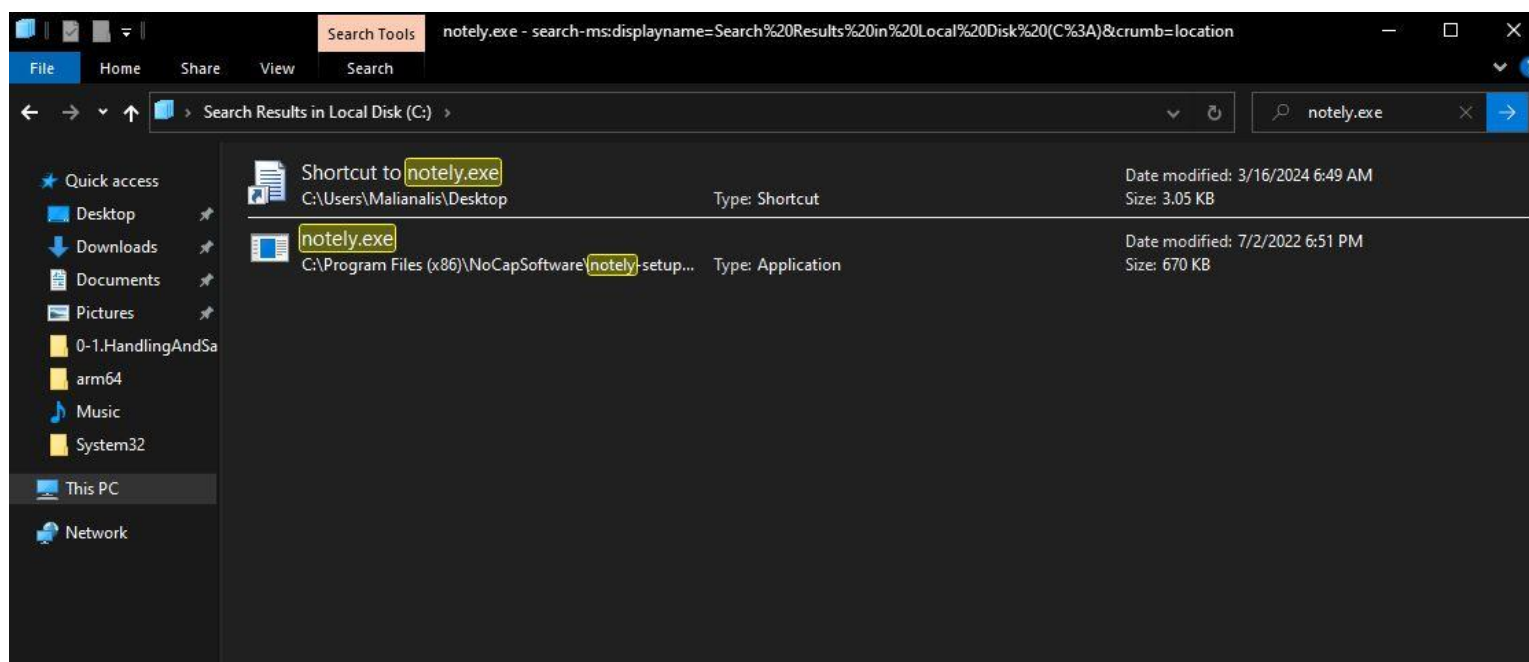 Search Tools notely.exe - search-ms:displayname=Search%20Results%20in%20Local%20Disk%20(C%3A)&crumb=location
File Home Share View Search
Search Results in Local Disk (C:) notely.exe
Quick access
Desktop
Downloads
Documents
Pictures
0-1.HandlingAndSa
arm64
Music
System32
This PC
Network
Shortcut to notely.exe Date modified: 3/16/2024 6:49 AM
C:\Users\Malianalis\Desktop Type: Shortcut Size: 3.05 KB
notely.exe Date modified: 7/2/2022 6:51 PM
C:\Program Files (x86)\NoCapSoftware\notely-setup... Type: Application Size: 670 KB